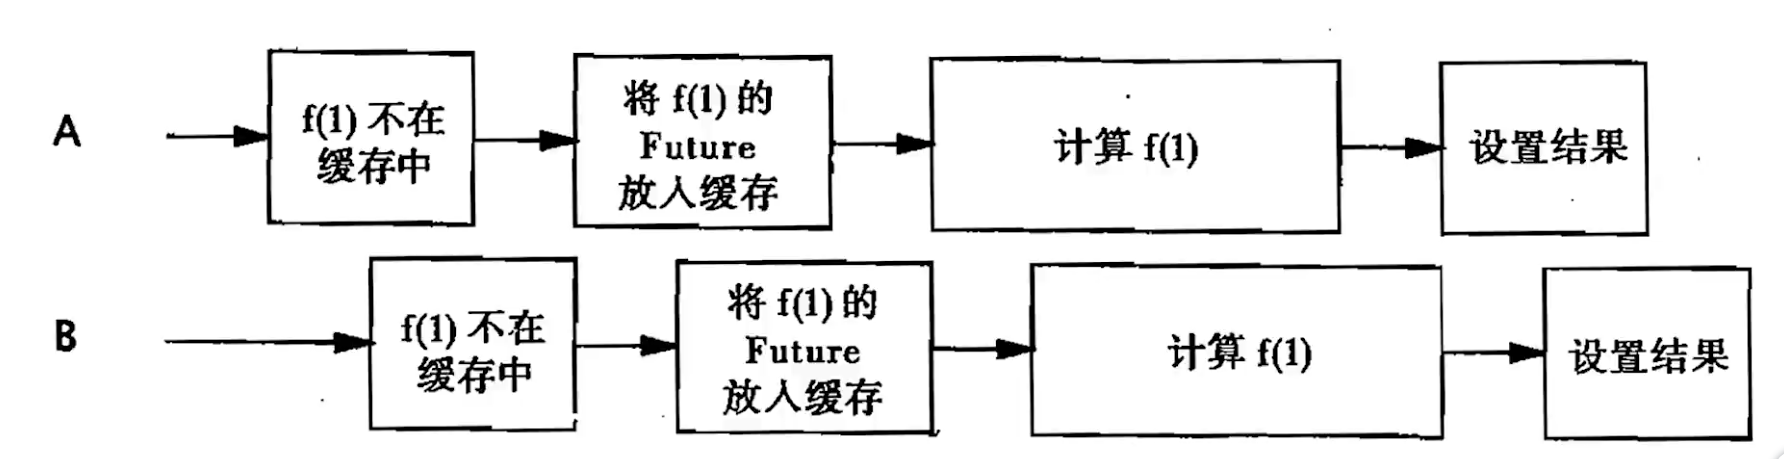 A
f(1) 不在
缓存中
将 f(1) 的
Future
放入缓存
计算 f(1)
设置结果
B
f(1) 不在
缓存中
将 f(1) 的
Future
放入缓存
计算 f(1)
设置结果